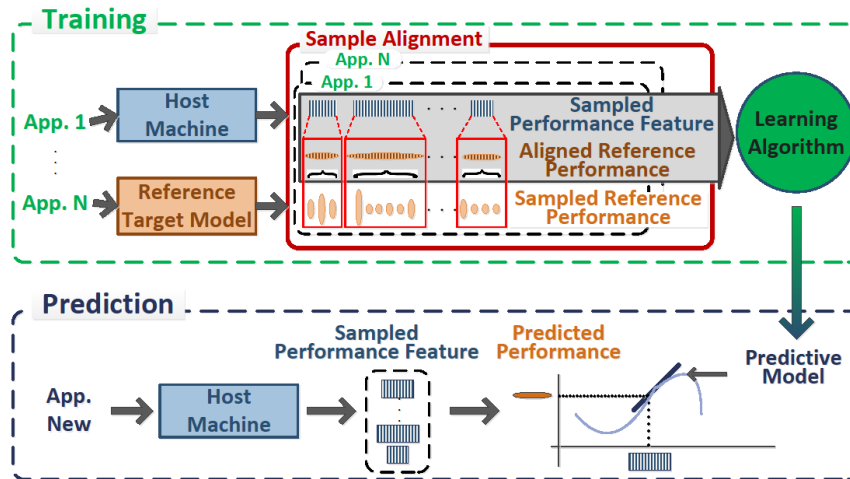 Training
Sample Alignment
App. N
App. 1
App. 1
Host
Machine
Sampled
Performance Feature
Aligned Reference
Performance
Learning
Algorithm
App. N
Reference
Target Model
Sampled Reference
Performance
Prediction
Sampled
Performance Feature
Predicted
Performance
Predictive
Model
App.
New
Host
Machine